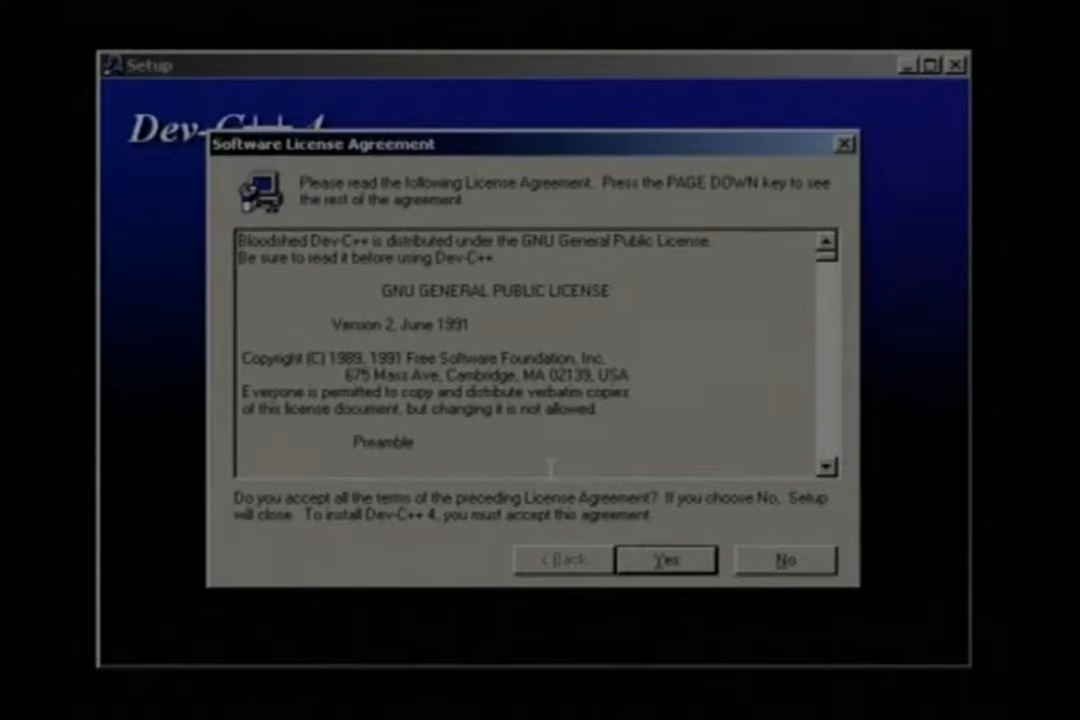 Setup
Dev-C++ 4
Software License Agreement
Please read the following License Agreement. Press the PAGE DOWN key to see
the rest of the agreement.
Bloodshed Dev-C++ is distributed under the GNU General Public License.
Be sure to read it before using Dev-C++
GNU GENERAL PUBLIC LICENSE
Version 2, June 1991
Copyright (C) 1989, 1991 Free Software Foundation, Inc.
675 Mass Ave, Cambridge, MA 02139, USA
Everyone is permitted to copy and distribute verbatim copies
of this license document, but changing it is not allowed.
Preamble
Do you accept all the terms of the preceding License Agreement? If you choose No, Setup
will close. To install Dev-C++ 4, you must accept this agreement.
< Back
Yes
No